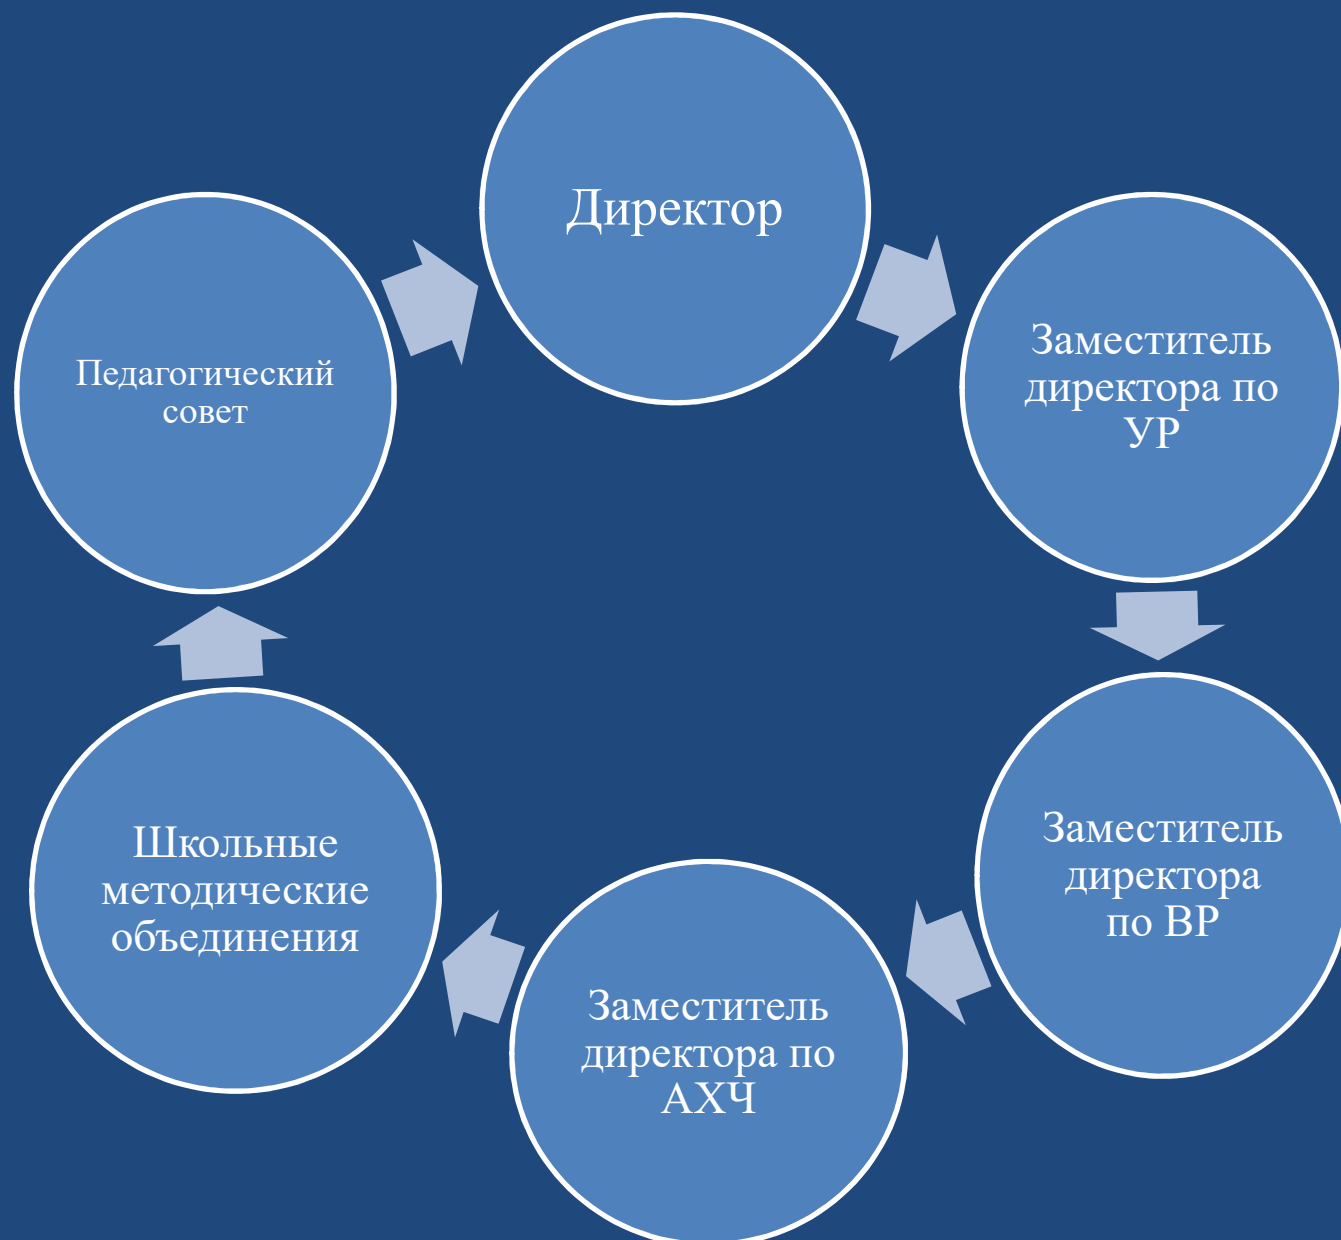 Директор
Заместитель
директора по
УР
Заместитель
директора
по ВР
Заместитель
директора по
АХЧ
Школьные
методические
объединения
Педагогический
совет